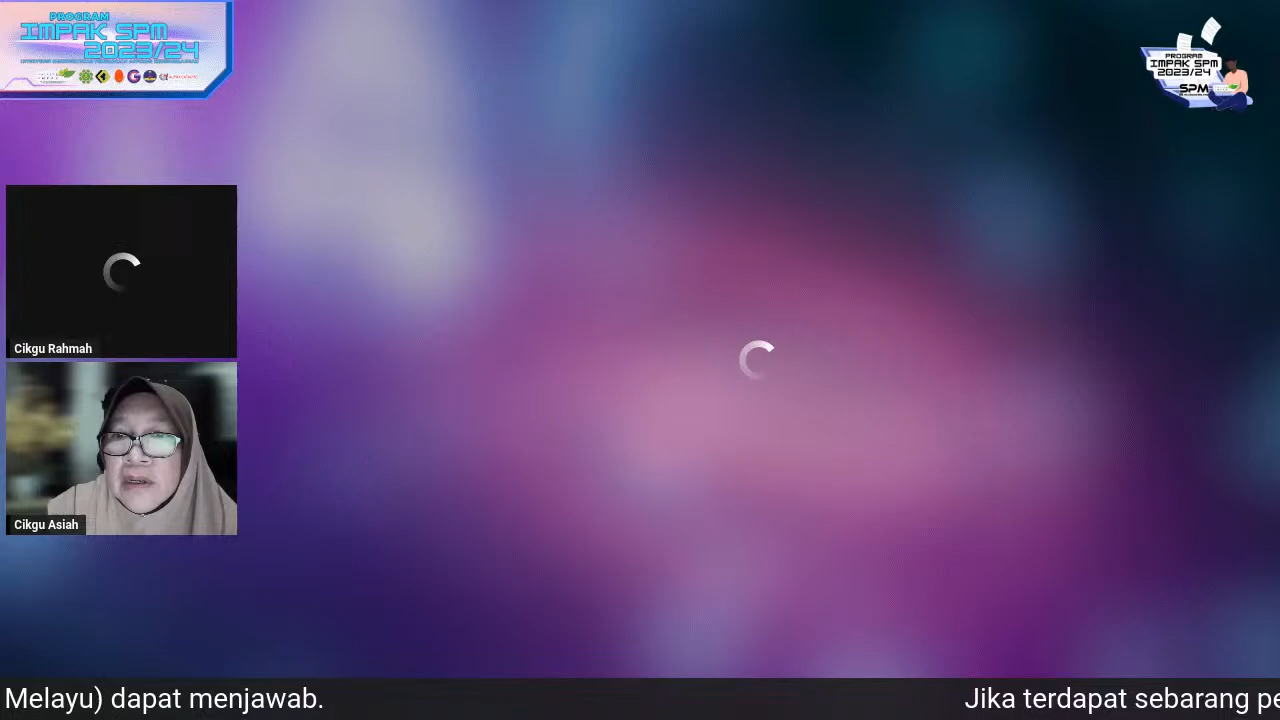 PROGRAM
IMPAK SPM
2023/24
PROGRAM
IMPAK SPM
2023/24
SPM
Cikgu Rahmah
Cikgu Asiah
Melayu) dapat menjawab.
Jika terdapat sebarang pe